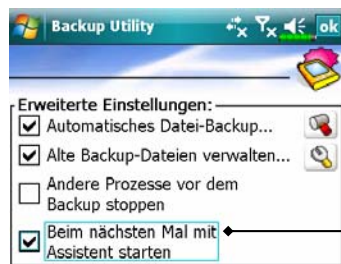 Backup Utility
ok
Erweiterte Einstellungen:
Automatisches Datei-Backup...
Alte Backup-Dateien verwalten...
Andere Prozesse vor dem
Backup stoppen
Beim nächsten Mal mit
Assistent starten